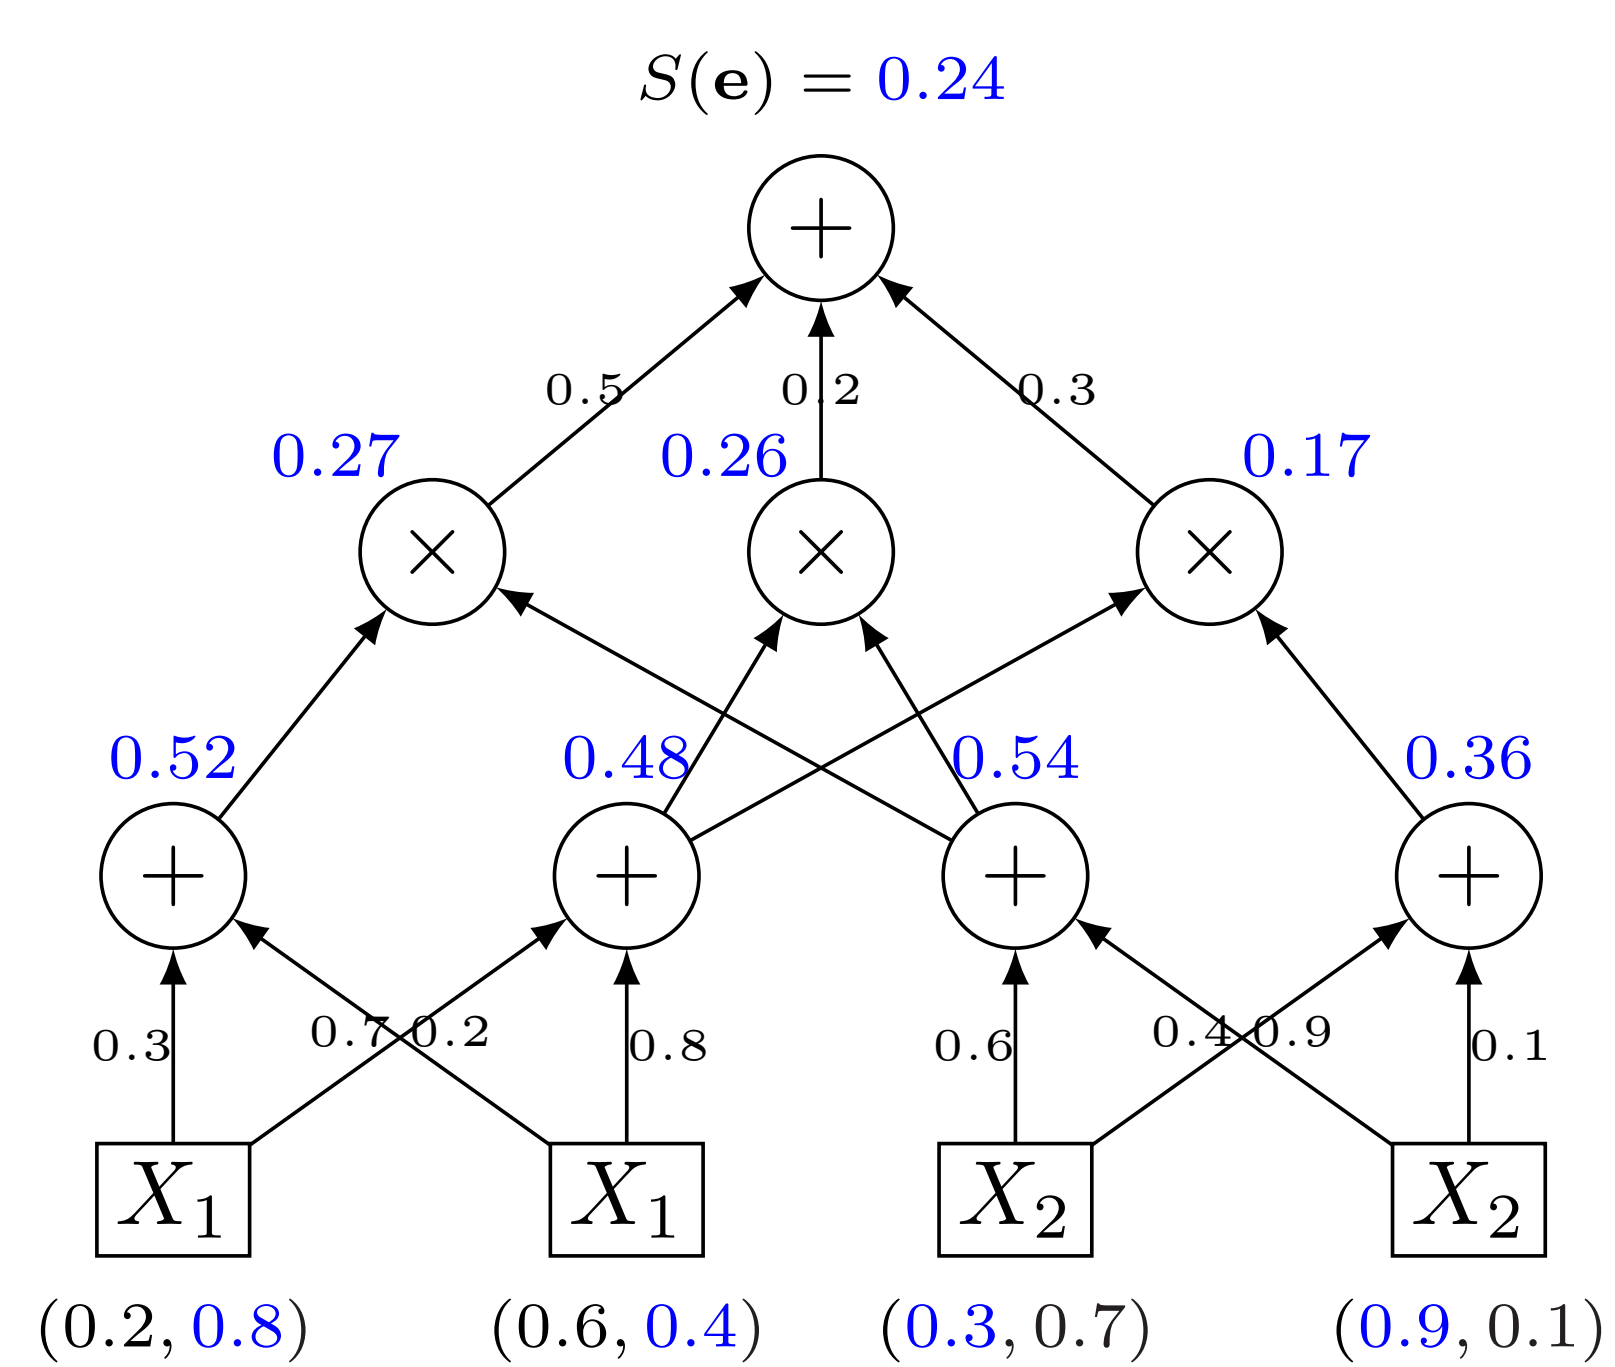 S(e) = 0.24
+
0.5 0.2 0.3
0.27 0.26 0.17
× × ×
0.52 0.48 0.54 0.36
+ + + +
0.3 0.7 0.2 0.8 0.6 0.4 0.9 0.1
X₁ X₁ X₂ X₂
(0.2, 0.8) (0.6, 0.4) (0.3, 0.7) (0.9, 0.1)